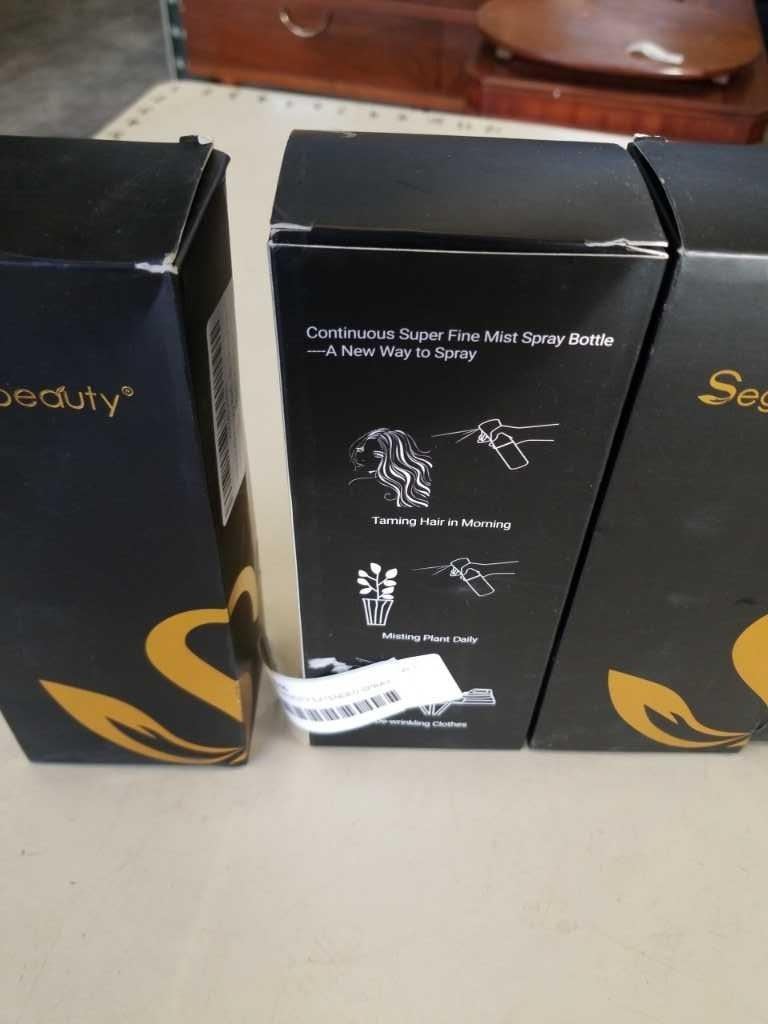 beauty®
Continuous Super Fine Mist Spray Bottle
----A New Way to Spray
Seg
Taming Hair in Morning
Misting Plant Daily
De-wrinkling Clothes